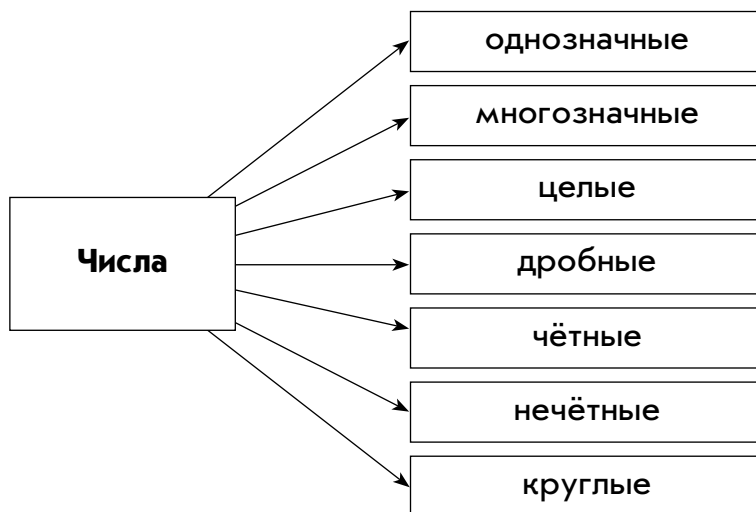 Числа
однозначные
многозначные
целые
дробные
чётные
нечётные
круглые